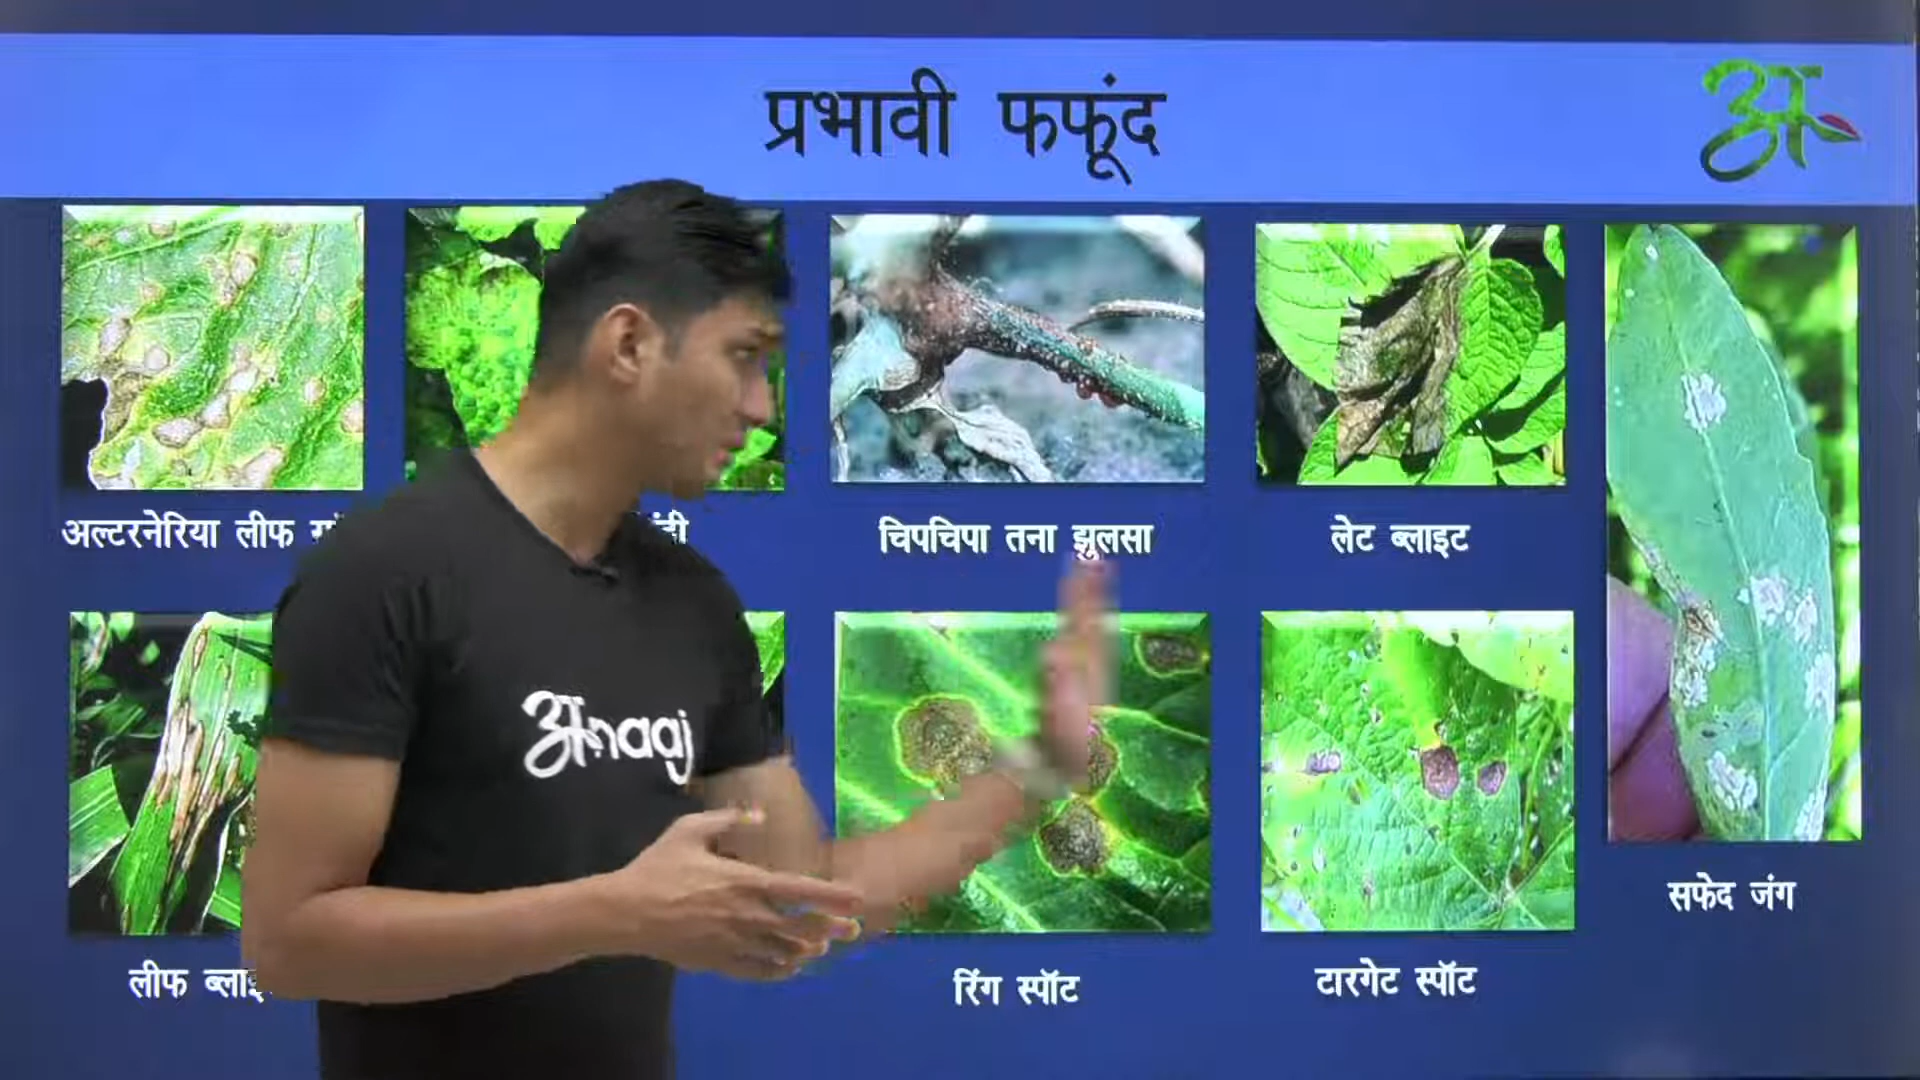 प्रभावी फफूंद
अ
अल्टरनेरिया लीफ
चिपचिपा तना झुलसा
लेट ब्लाइट
अnaaj
सफेद जंग
लीफ
रिंग स्पॉट
टारगेट स्पॉट